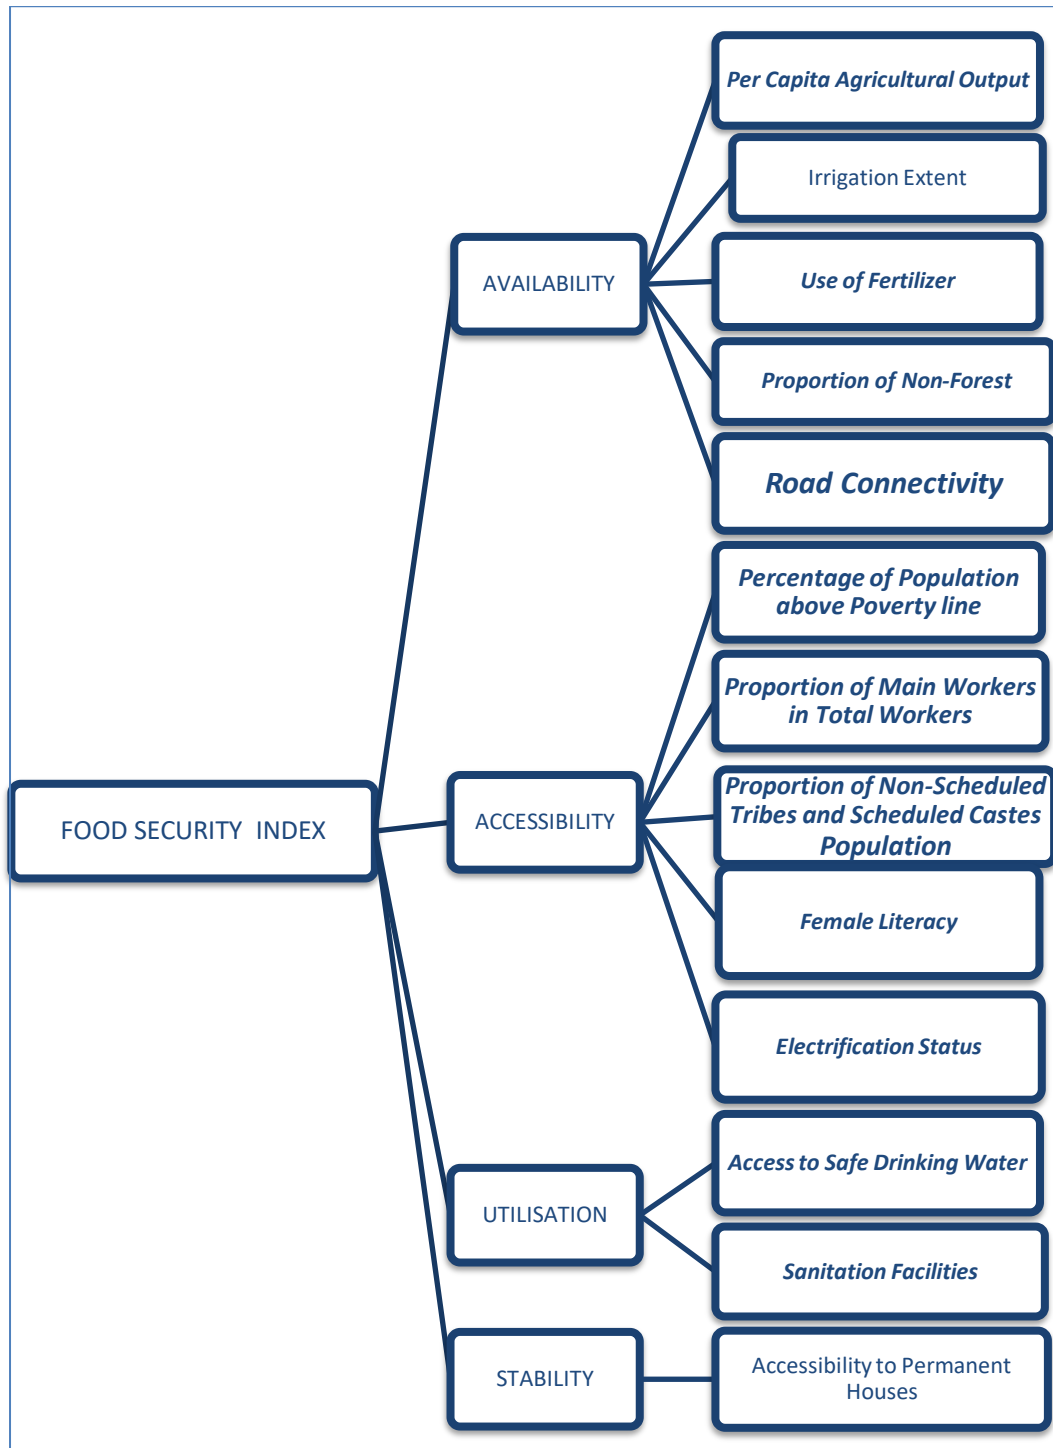 Per Capita Agricultural Output
Irrigation Extent
AVAILABILITY
Use of Fertilizer
Proportion of Non-Forest
Road Connectivity
Percentage of Population
above Poverty line
Proportion of Main Workers
in Total Workers
FOOD SECURITY INDEX
ACCESSIBILITY
Proportion of Non-Scheduled
Tribes and Scheduled Castes
Population
Female Literacy
Electrification Status
Access to Safe Drinking Water
UTILISATION
Sanitation Facilities
STABILITY
Accessibility to Permanent
Houses